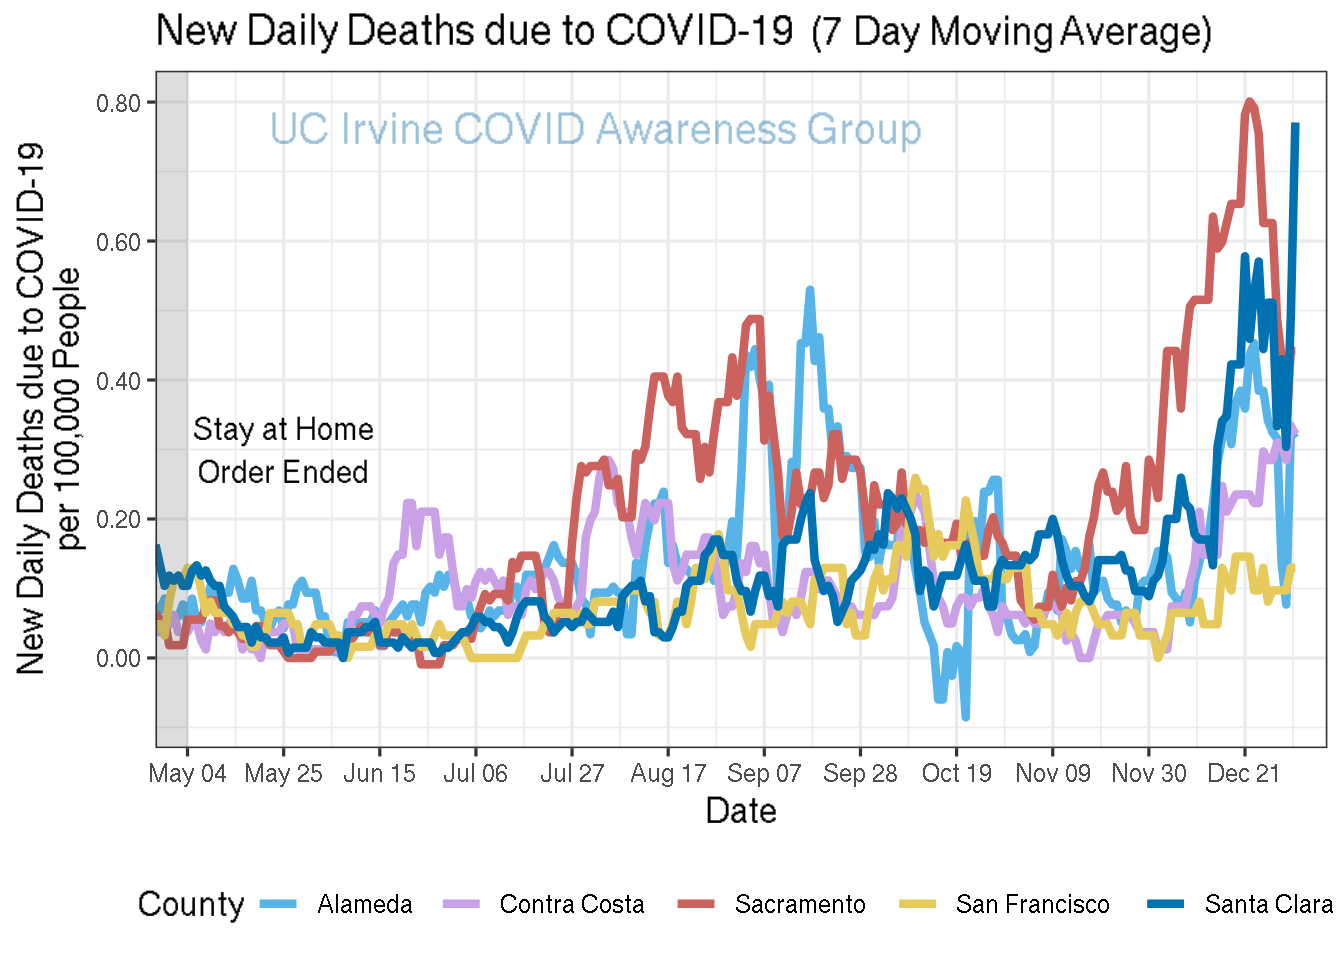 New Daily Deaths due to COVID-19 (7 Day Moving Average)
New Daily Deaths due to COVID-19
per 100,000 People
0.80
0.60
0.40
0.20
0.00
UC Irvine COVID Awareness Group
Stay at Home
Order Ended
May 04 May 25 Jun 15 Jul 06 Jul 27 Aug 17 Sep 07 Sep 28 Oct 19 Nov 09 Nov 30 Dec 21
Date
County Alameda Contra Costa Sacramento San Francisco Santa Clara